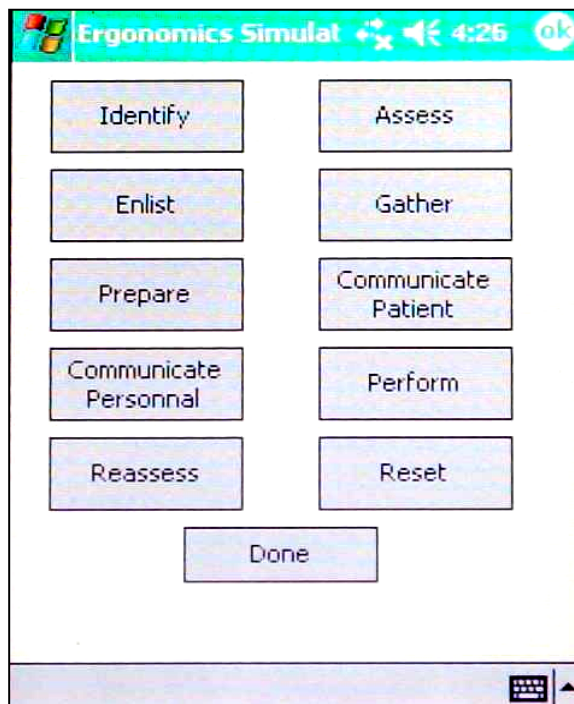 Ergonomics Simulat 4:26 ok
Identify
Assess
Enlist
Gather
Prepare
Communicate
Patient
Communicate
Personnal
Perform
Reassess
Reset
Done